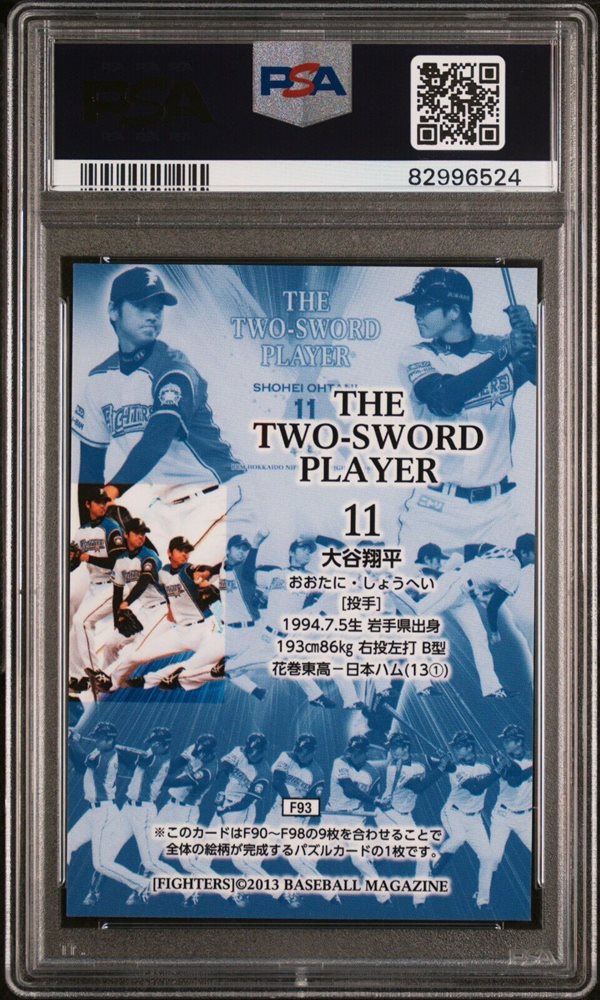 PSA
82996524
THE
TWO-SWORD
PLAYER
SHOHEI OHTANI
11
THE
TWO-SWORD
PLAYER
11
大谷翔平
おおたに・しょうへい
[投手]
1994.7.5生 岩手県出身
193cm86kg 右投左打 B型
花巻東高－日本ハム(13①)
F93
※このカードはF90～F98の9枚を合わせることで
全体の絵柄が完成するパズルカードの1枚です。
[FIGHTERS]©2013 BASEBALL MAGAZINE